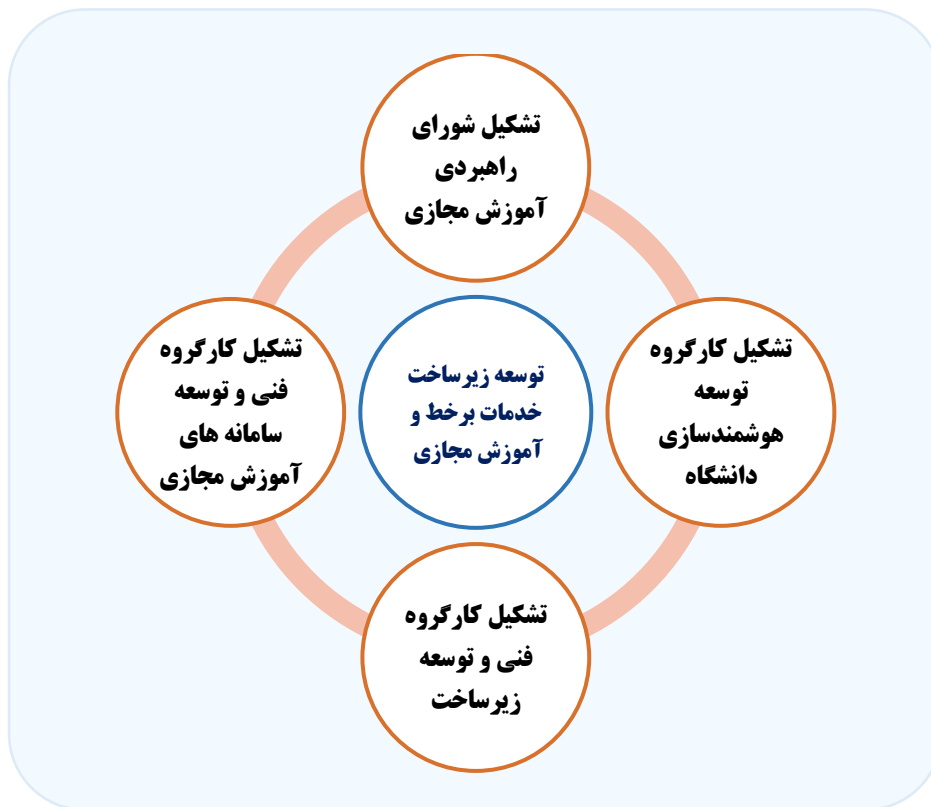 تشکیل شورای
راهبردی
آموزش مجازی
تشکیل کارگروه
توسعه
هوشمندسازی
دانشگاه
توسعه زیرساخت
خدمات برخط و
آموزش مجازی
تشکیل کارگروه
فنی و توسعه
سامانه های
آموزش مجازی
تشکیل کارگروه
فنی و توسعه
زیرساخت